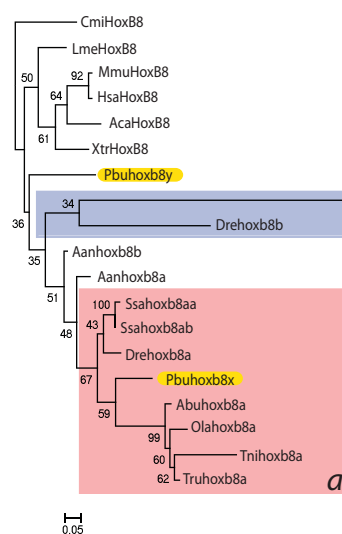 CmiHoxB8
LmeHoxB8
50
92
MmuHoxB8
HsaHoxB8
64
AcaHoxB8
61
XtrHoxB8
Pbuhoxb8y
36
34
Drehoxb8b
35
Aanhoxb8b
Aanhoxb8a
51
48
100
Ssahoxb8aa
43
Ssahoxb8ab
Drehoxb8a
67
Pbuhoxb8x
59
Abuhoxb8a
Olahoxb8a
99
60
Tnihoxb8a
62
Truhoxb8a
a
0.05